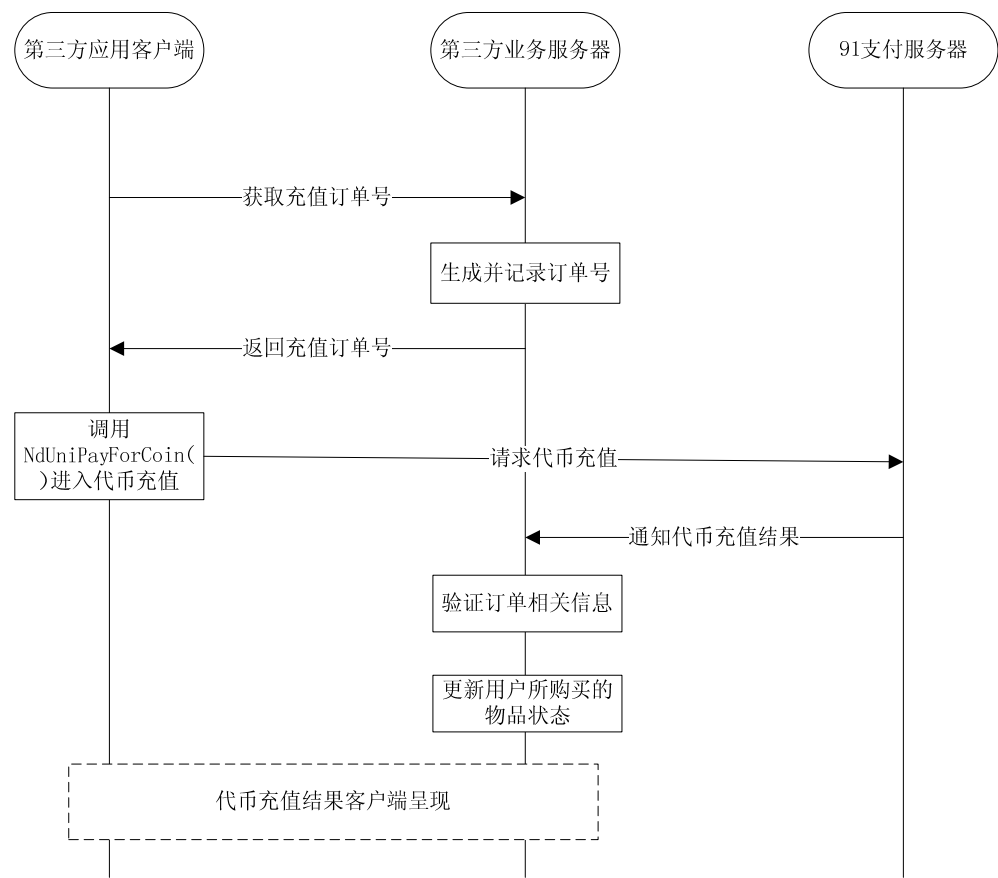 第三方应用客户端
第三方业务服务器
91支付服务器
获取充值订单号
生成并记录订单号
返回充值订单号
调用
NdUniPayForCoin(
)进入代币充值
请求代币充值
通知代币充值结果
验证订单相关信息
更新用户所购买的
物品状态
代币充值结果客户端呈现